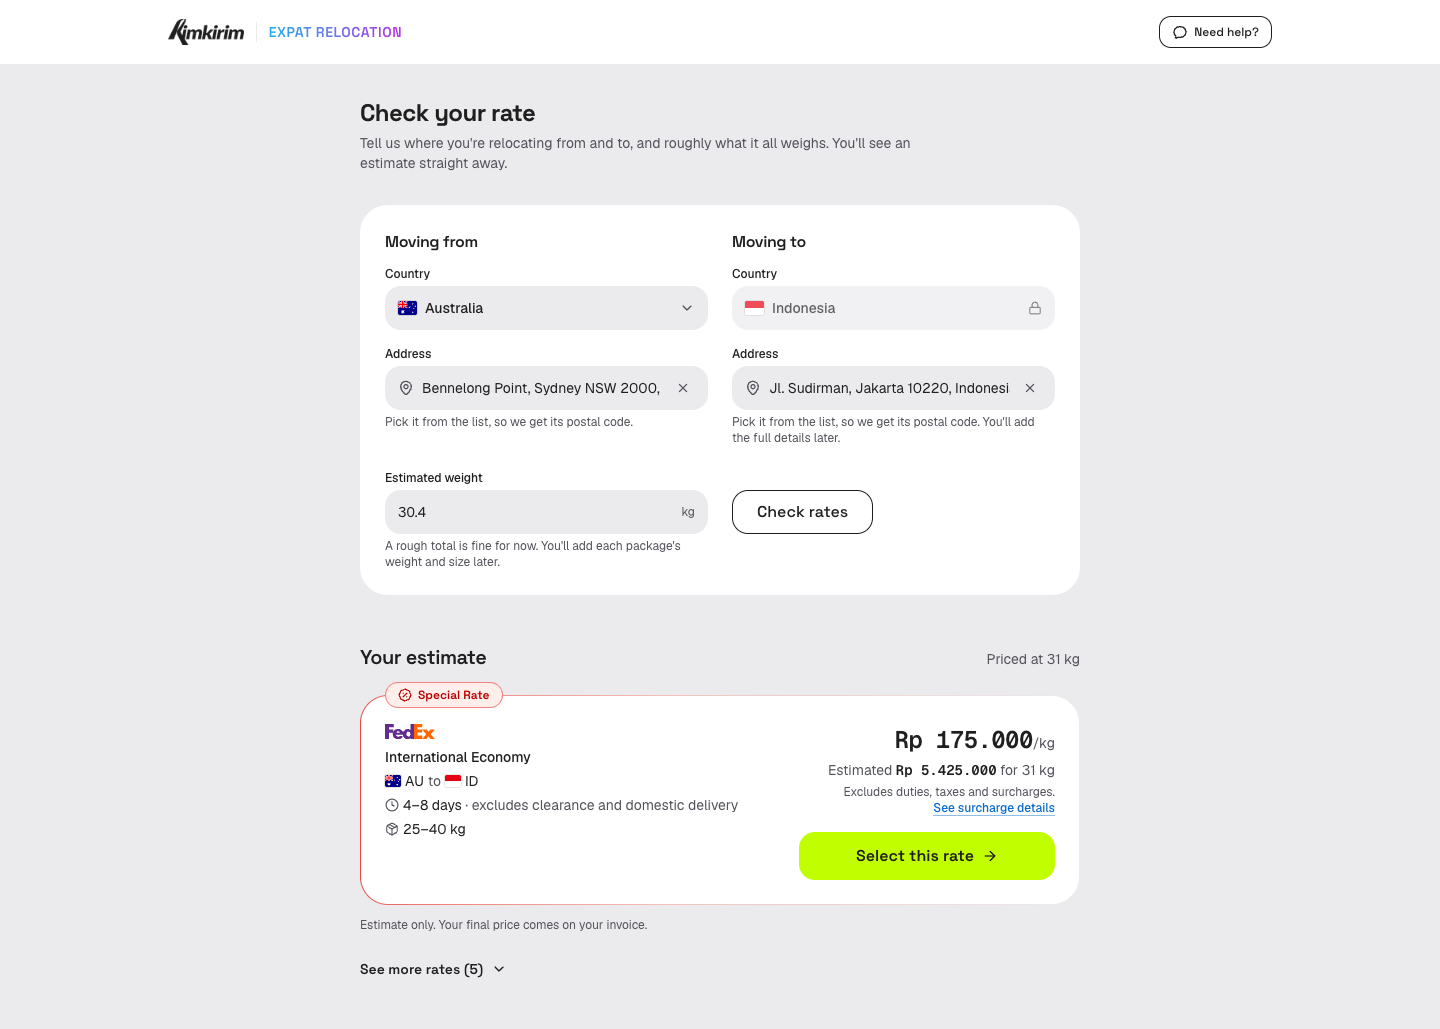 Kimkirim
EXPAT RELOCATION
Need help?
Check your rate
Tell us where you're relocating from and to, and roughly what it all weighs. You'll see an
estimate straight away.
Moving from
Country
Australia
Address
Bennelong Point, Sydney NSW 2000,
Pick it from the list, so we get its postal code.
Moving to
Country
Indonesia
Address
Jl. Sudirman, Jakarta 10220, Indonesi
Pick it from the list, so we get its postal code. You'll add
the full details later.
Estimated weight
30.4 kg
A rough total is fine for now. You'll add each package's
weight and size later.
Check rates
Your estimate
Priced at 31 kg
Special Rate
FedEx
International Economy
AU to ID
4–8 days · excludes clearance and domestic delivery
25–40 kg
Rp 175.000/kg
Estimated Rp 5.425.000 for 31 kg
Excludes duties, taxes and surcharges.
See surcharge details
Select this rate
Estimate only. Your final price comes on your invoice.
See more rates (5)